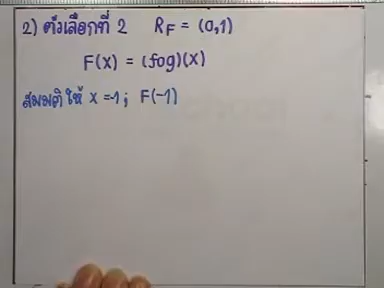 2) ตัวเลือกที่ 2 R_F = (0,1)
F(x) = (fog)(x)
สมมติให้ x = -1 ; F(-1)